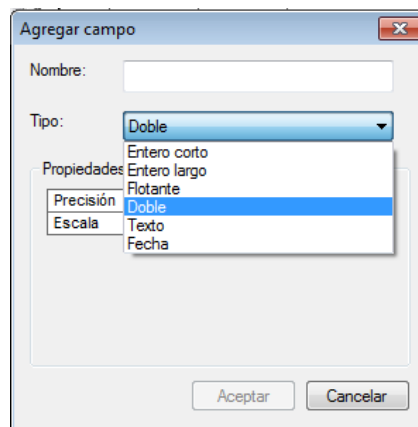 Agregar campo
Nombre:
Tipo:
Doble
Entero corto
Entero largo
Flotante
Doble
Texto
Fecha
Propiedades
Precisión
Escala
Aceptar
Cancelar